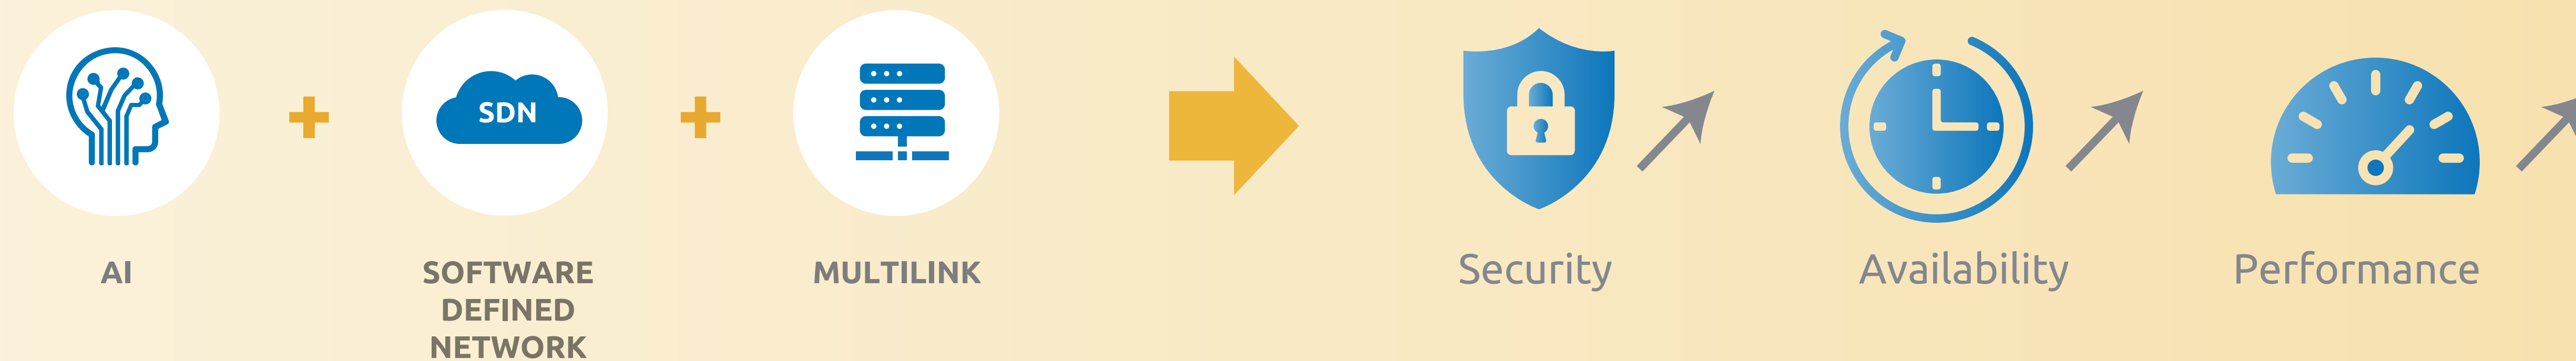 SDN
AI
SOFTWARE
DEFINED
NETWORK
MULTILINK
Security
Availability
Performance